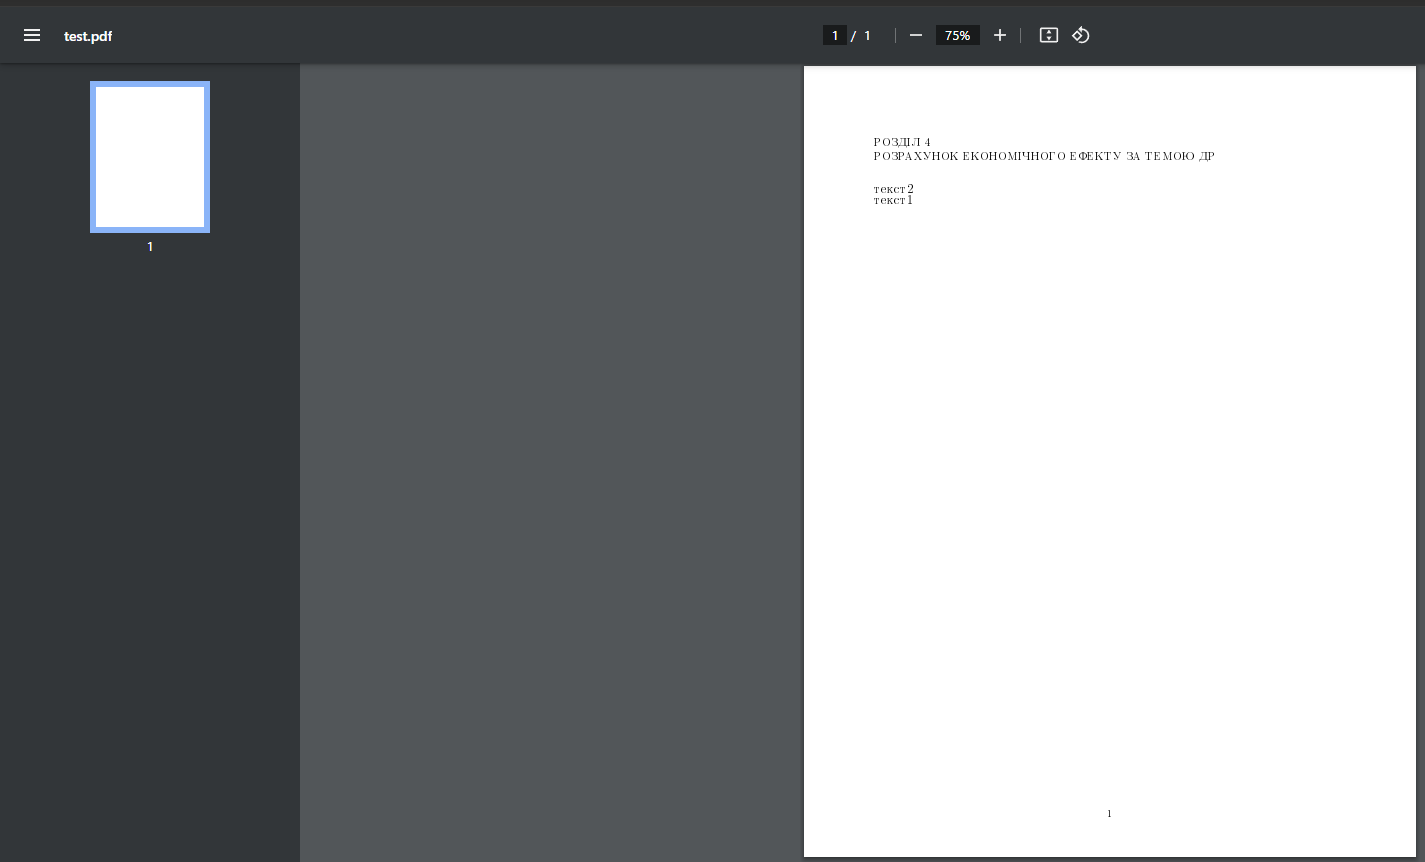 test.pdf
1 / 1
75%
1
РОЗДІЛ 4
РОЗРАХУНОК ЕКОНОМІЧНОГО ЕФЕКТУ ЗА ТЕМОЮ ДР
текст2
текст1
1